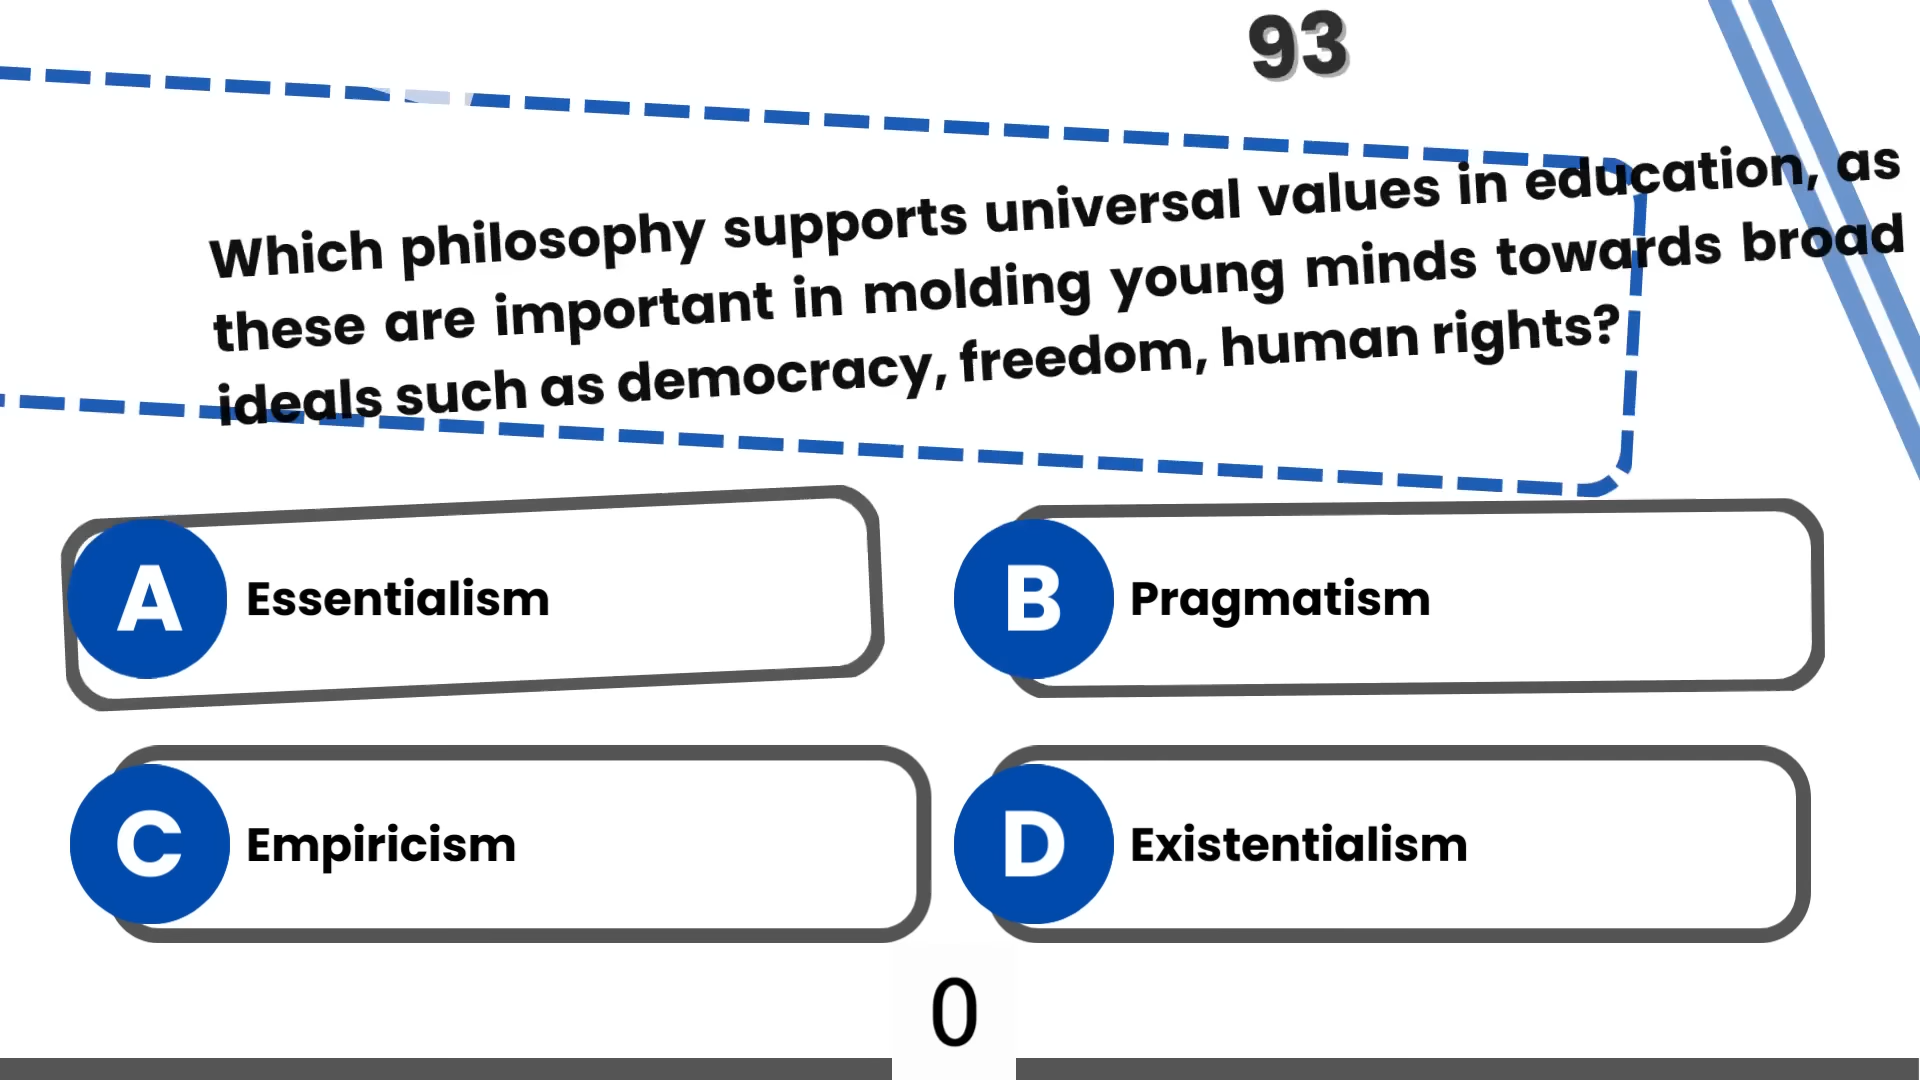 93
Which philosophy supports universal values in education, as
these are important in molding young minds towards broad
ideals such as democracy, freedom, human rights?
A Essentialism
B Pragmatism
C Empiricism
D Existentialism
0